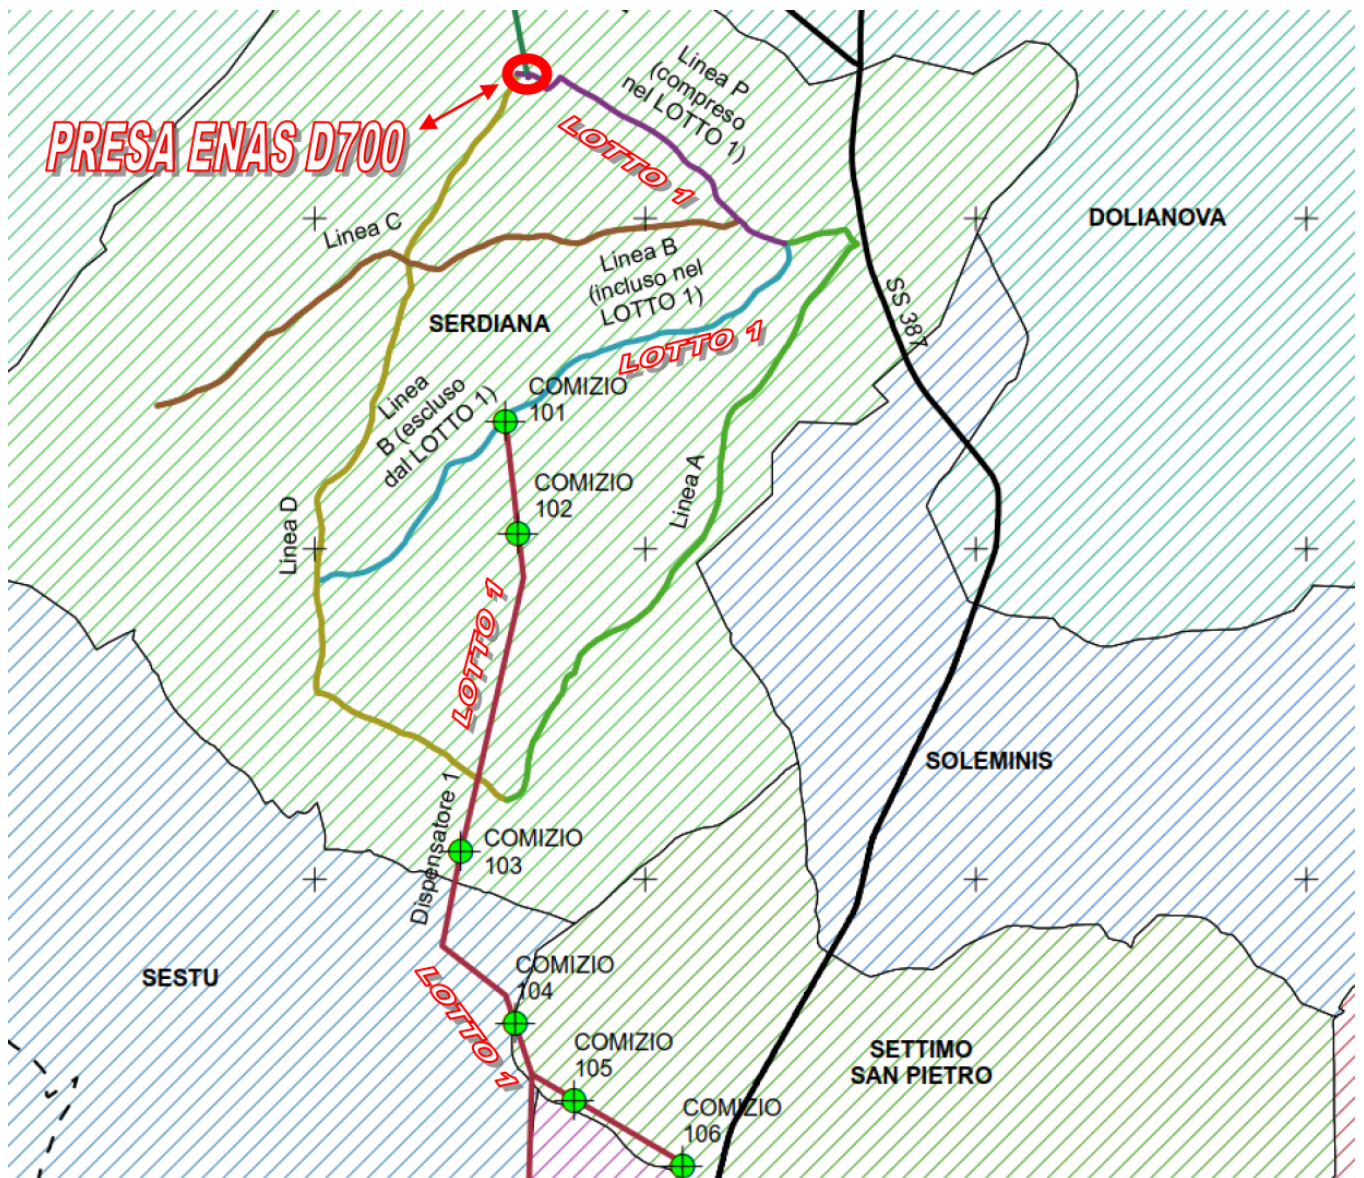 Linea P
(compreso
nel LOTTO 1)
PRESA ENAS D700
LOTTO 1
DOLIANOVA
Linea C
Linea B
(incluso nel
LOTTO 1)
SS 387
SERDIANA
LOTTO 1
COMIZIO
101
Linea
B (escluso
dal LOTTO 1)
Linea A
COMIZIO
102
Linea D
LOTTO 1
SOLEMINIS
Dispensatore 1
COMIZIO
103
SESTU
COMIZIO
104
LOTTO 1
COMIZIO
105
SETTIMO
SAN PIETRO
COMIZIO
106